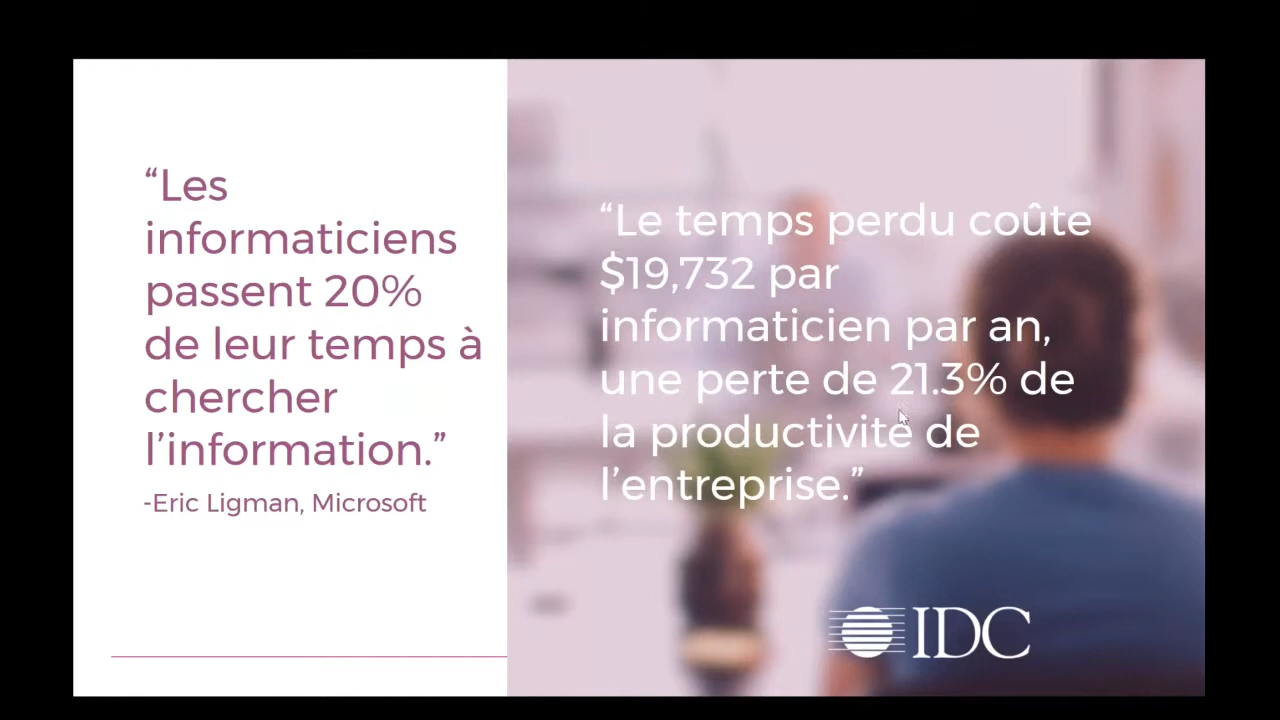 “Les
informaticiens
passent 20%
de leur temps à
chercher
l’information.”
-Eric Ligman, Microsoft
“Le temps perdu coûte
$19,732 par
informaticien par an,
une perte de 21.3% de
la productivité de
l’entreprise.”
IDC